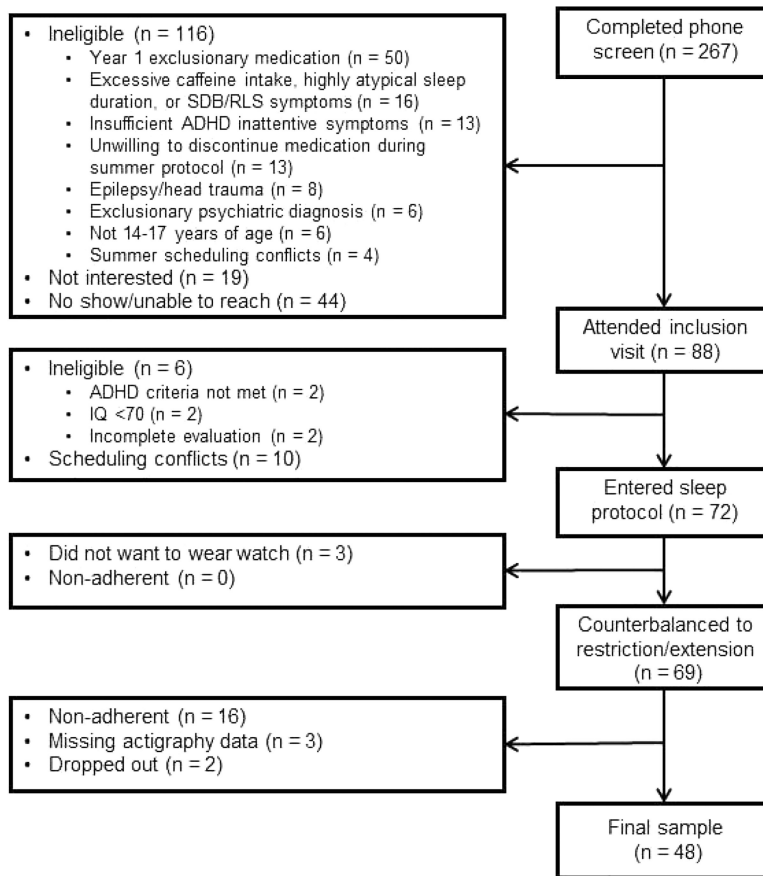 • Ineligible (n = 116)
• Year 1 exclusionary medication (n = 50)
• Excessive caffeine intake, highly atypical sleep
duration, or SDB/RLS symptoms (n = 16)
• Insufficient ADHD inattentive symptoms (n = 13)
• Unwilling to discontinue medication during
summer protocol (n = 13)
• Epilepsy/head trauma (n = 8)
• Exclusionary psychiatric diagnosis (n = 6)
• Not 14-17 years of age (n = 6)
• Summer scheduling conflicts (n = 4)
• Not interested (n = 19)
• No show/unable to reach (n = 44)
Completed phone
screen (n = 267)
Attended inclusion
visit (n = 88)
• Ineligible (n = 6)
• ADHD criteria not met (n = 2)
• IQ <70 (n = 2)
• Incomplete evaluation (n = 2)
• Scheduling conflicts (n = 10)
Entered sleep
protocol (n = 72)
• Did not want to wear watch (n = 3)
• Non-adherent (n = 0)
Counterbalanced to
restriction/extension
(n = 69)
• Non-adherent (n = 16)
• Missing actigraphy data (n = 3)
• Dropped out (n = 2)
Final sample
(n = 48)